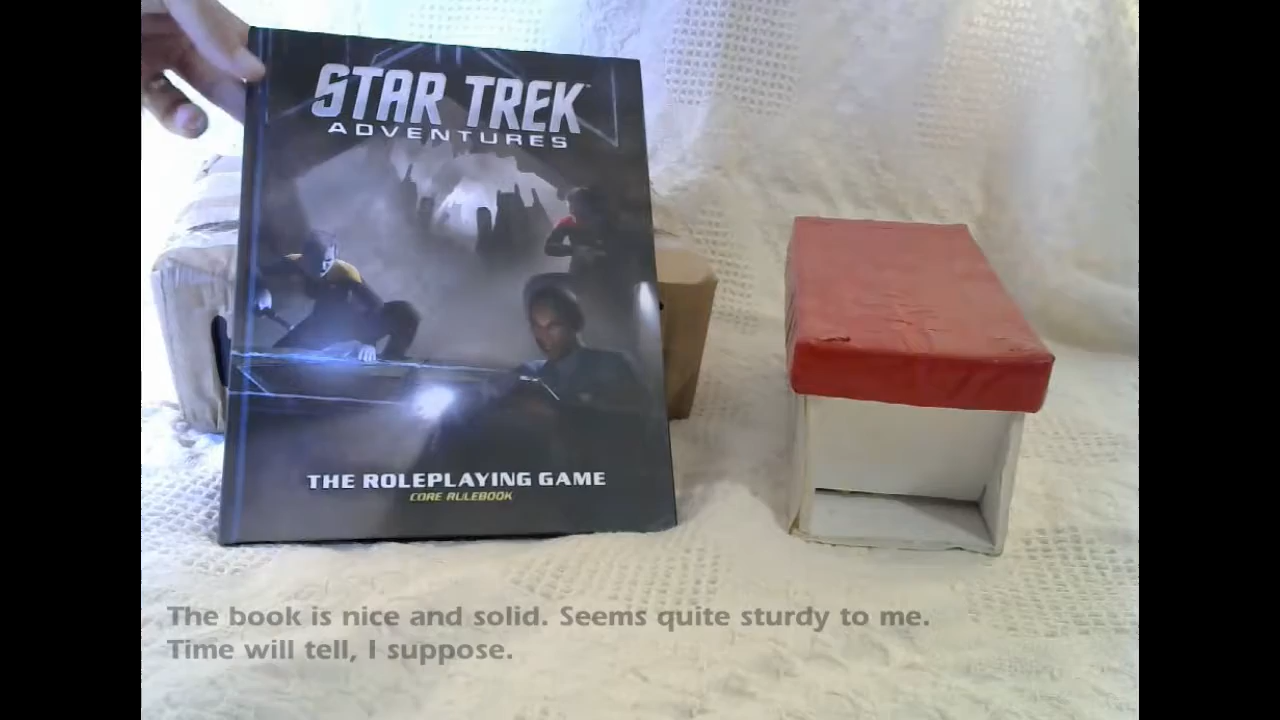 STAR TREK
ADVENTURES
THE ROLEPLAYING GAME
CORE RULEBOOK
The book is nice and solid. Seems quite sturdy to me.
Time will tell, I suppose.